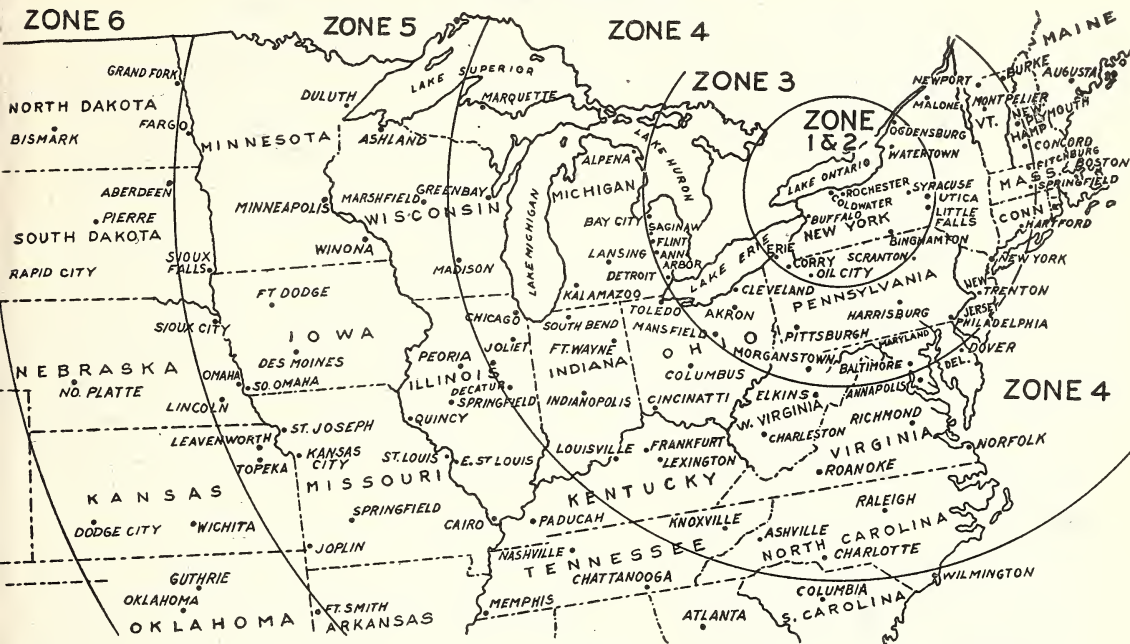 ZONE 6
ZONE 5
ZONE 4
MAINE
ZONE 3
ZONE
1 & 2
ZONE 4
GRAND FORK
NORTH DAKOTA
BISMARK
FARGO
MINNESOTA
DULUTH
LAKE SUPERIOR
MARQUETTE
ASHLAND
ABERDEEN
PIERRE
SOUTH DAKOTA
RAPID CITY
SIOUX
FALLS
MINNEAPOLIS
WINONA
MARSHFIELD
GREENBAY
WISCONSIN
MADISON
LAKE MICHIGAN
MICHIGAN
ALPENA
LAKE HURON
BAY CITY
SAGINAW
FLINT
ANN
ARBOR
LANSING
DETROIT
KALAMAZOO
LAKE ERIE
LAKE ONTARIO
NEWPORT
BURKE
AUGUSTA
MALONE
MONTPELIER
VT.
NEW
HAMP.
PLYMOUTH
CONCORD
FITCHBURG
BOSTON
MASS.
SPRINGFIELD
CONN.
HARTFORD
OGDENSBURG
WATERTOWN
ROCHESTER
COLDWATER
SYRACUSE
UTICA
LITTLE
FALLS
BUFFALO
NEW YORK
BINGHAMTON
ERIE
CORRY
OIL CITY
SCRANTON
NEW YORK
PENNSYLVANIA
NEW
JERSEY
TRENTON
HARRISBURG
PHILADELPHIA
PITTSBURGH
CLEVELAND
TOLEDO
AKRON
MANSFIELD
OHIO
COLUMBUS
CINCINATTI
MORGANSTOWN
MARYLAND
BALTIMORE
ANNAPOLIS
DEL.
DOVER
ELKINS
W. VIRGINIA
CHARLESTON
RICHMOND
VIRGINIA
NORFOLK
ROANOKE
FT DODGE
IOWA
DES MOINES
SIOUX CITY
NEBRASKA
NO. PLATTE
OMAHA
SO. OMAHA
LINCOLN
CHICAGO
JOLIET
PEORIA
ILLINOIS
DECATUR
SPRINGFIELD
QUINCY
SOUTH BEND
FT. WAYNE
INDIANA
INDIANOPOLIS
LEAVENWORTH
ST. JOSEPH
TOPEKA
KANSAS
CITY
ST. LOUIS
E. ST LOUIS
MISSOURI
SPRINGFIELD
JOPLIN
KANSAS
DODGE CITY
WICHITA
LOUISVILLE
FRANKFURT
LEXINGTON
KENTUCKY
CAIRO
PADUCAH
NASHVILLE
KNOXVILLE
TENNESSEE
CHATTANOOGA
MEMPHIS
RALEIGH
ASHVILLE
NORTH CAROLINA
CHARLOTTE
WILMINGTON
COLUMBIA
S. CAROLINA
ATLANTA
GUTHRIE
OKLAHOMA
OKLAHOMA
FT. SMITH
ARKANSAS